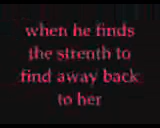 when he finds
the strenth to
find away back
to her